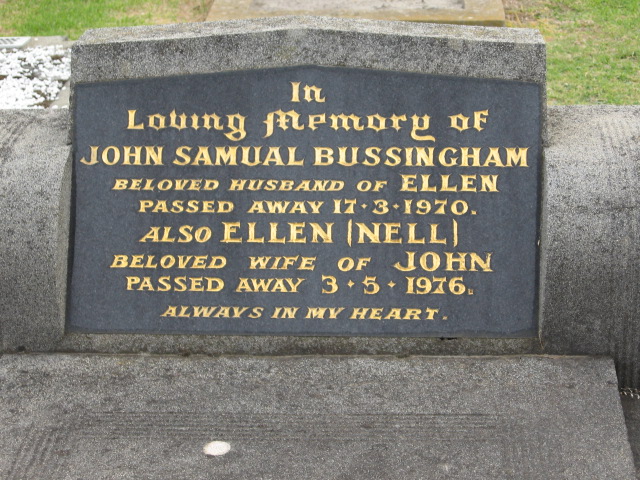 In
Loving Memory of
JOHN SAMUAL BUSSINGHAM
BELOVED HUSBAND OF ELLEN
PASSED AWAY 17·3·1970.
ALSO ELLEN (NELL)
BELOVED WIFE OF JOHN
PASSED AWAY 3·5·1976.
ALWAYS IN MY HEART.